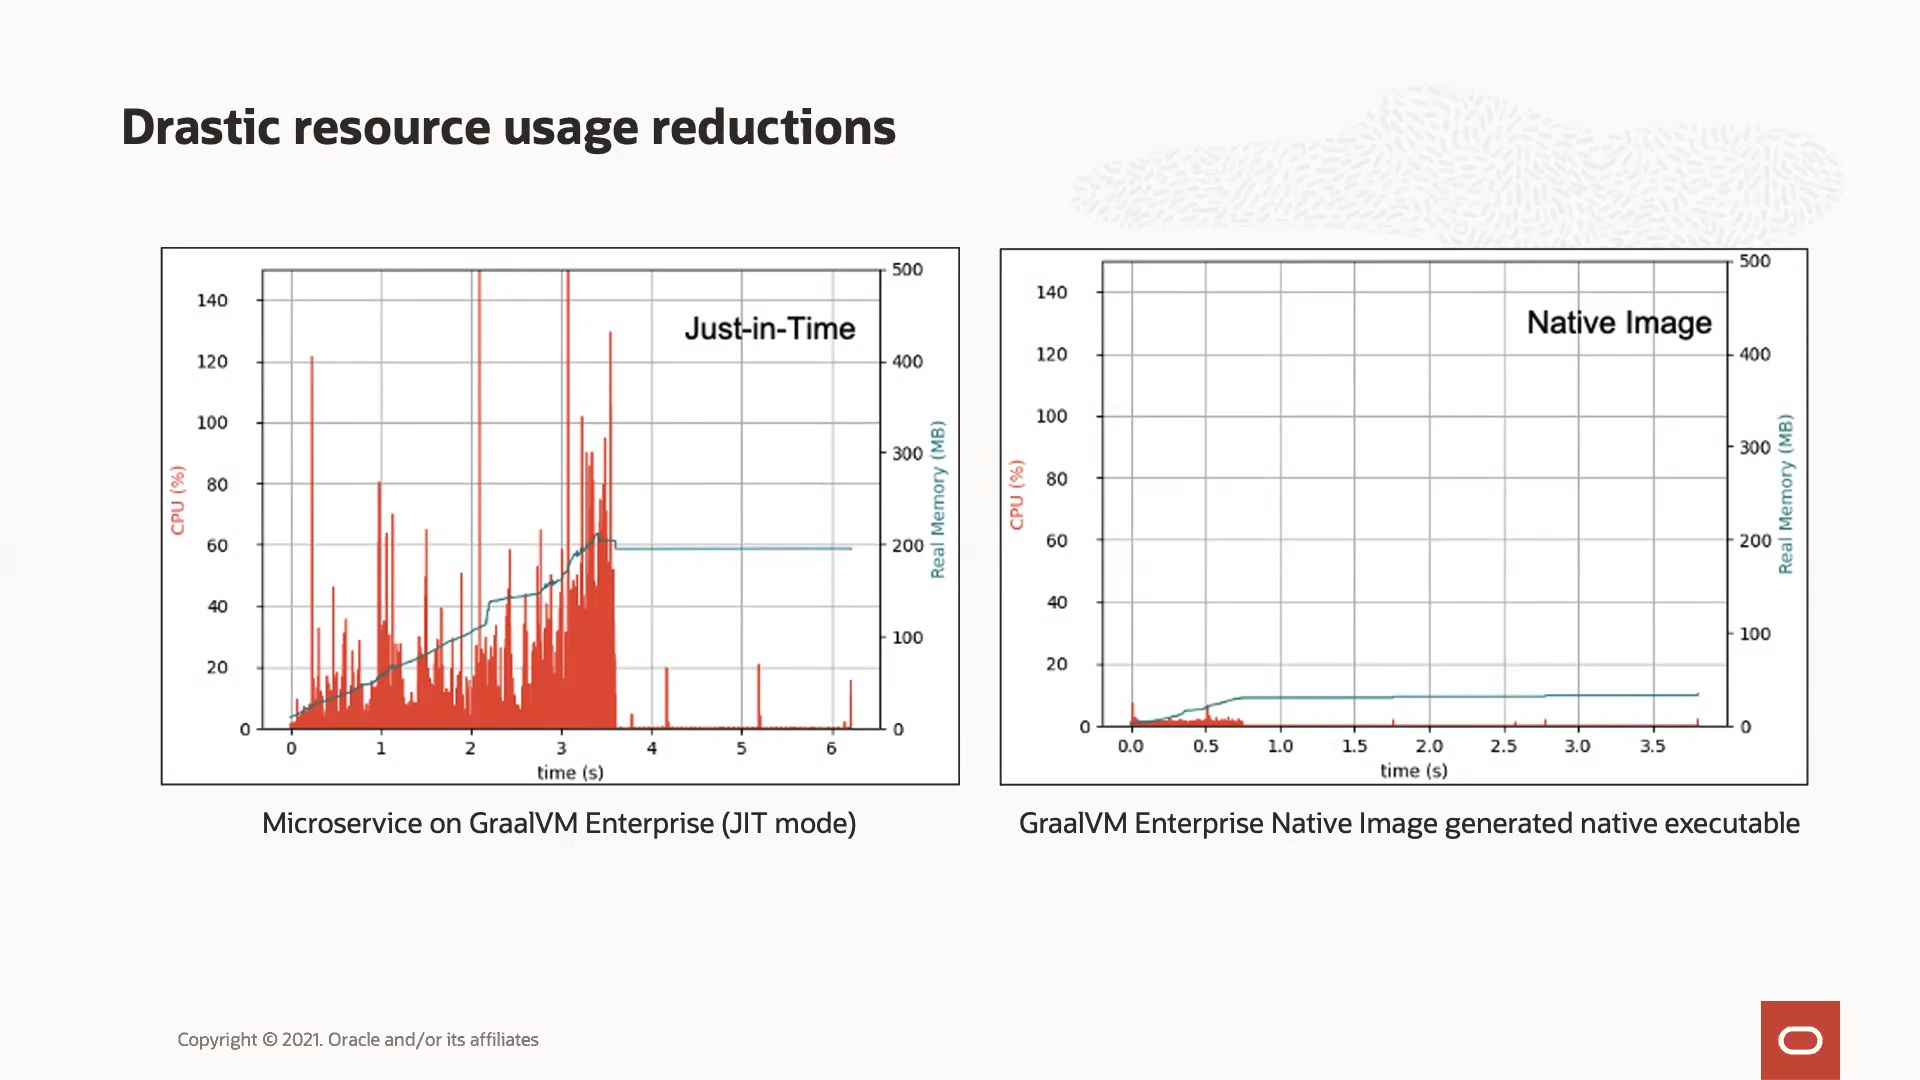 Drastic resource usage reductions
Just-in-Time
CPU (%)
140
120
100
80
60
40
20
0
500
400
300
200
100
0
Real Memory (MB)
0 1 2 3 4 5 6
time (s)
Microservice on GraalVM Enterprise (JIT mode)
Native Image
CPU (%)
140
120
100
80
60
40
20
0
500
400
300
200
100
0
Real Memory (MB)
0.0 0.5 1.0 1.5 2.0 2.5 3.0 3.5
time (s)
GraalVM Enterprise Native Image generated native executable
Copyright © 2021. Oracle and/or its affiliates